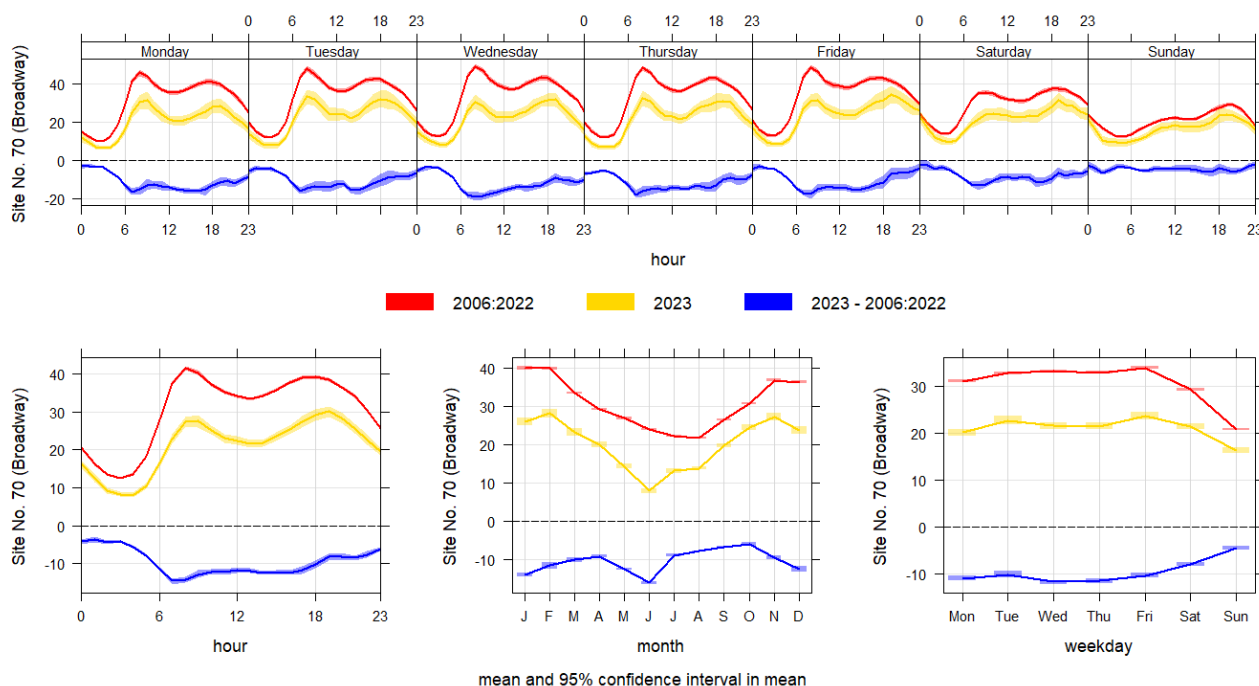 0 6 12 18 23 0 6 12 18 23 0 6 12 18 23
Monday Tuesday Wednesday Thursday Friday Saturday Sunday
Site No. 70 (Broadway)
40
20
0
-20
0 6 12 18 23 0 6 12 18 23 0 6 12 18 23 0 6 12 18 23
hour
2006:2022 2023 2023 - 2006:2022
Site No. 70 (Broadway)
40
30
20
10
0
-10
0 6 12 18 23
hour
Site No. 70 (Broadway)
40
30
20
10
0
-10
J F M A M J J A S O N D
month
Site No. 70 (Broadway)
30
20
10
0
-10
Mon Tue Wed Thu Fri Sat Sun
weekday
mean and 95% confidence interval in mean